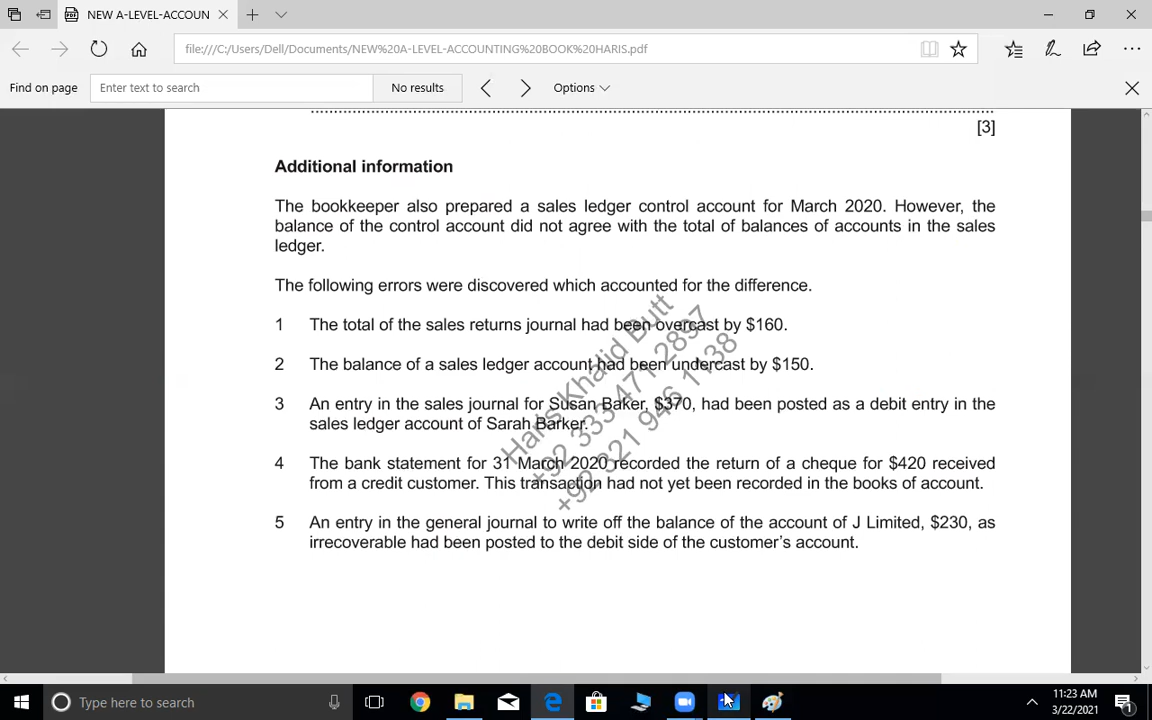 NEW A-LEVEL-ACCOUN
file:///C:/Users/Dell/Documents/NEW%20A-LEVEL-ACCOUNTING%20BOOK%20HARIS.pdf
Find on page Enter text to search No results Options
[3]
Additional information
The bookkeeper also prepared a sales ledger control account for March 2020. However, the
balance of the control account did not agree with the total of balances of accounts in the sales
ledger.
The following errors were discovered which accounted for the difference.
1 The total of the sales returns journal had been overcast by $160.
2 The balance of a sales ledger account had been undercast by $150.
3 An entry in the sales journal for Susan Baker, $370, had been posted as a debit entry in the
sales ledger account of Sarah Barker.
4 The bank statement for 31 March 2020 recorded the return of a cheque for $420 received
from a credit customer. This transaction had not yet been recorded in the books of account.
5 An entry in the general journal to write off the balance of the account of J Limited, $230, as
irrecoverable had been posted to the debit side of the customer's account.
Haris Khalid Butt
+92 333 471 2897
+92 321 946 1138
Type here to search
11:23 AM
3/22/2021
1